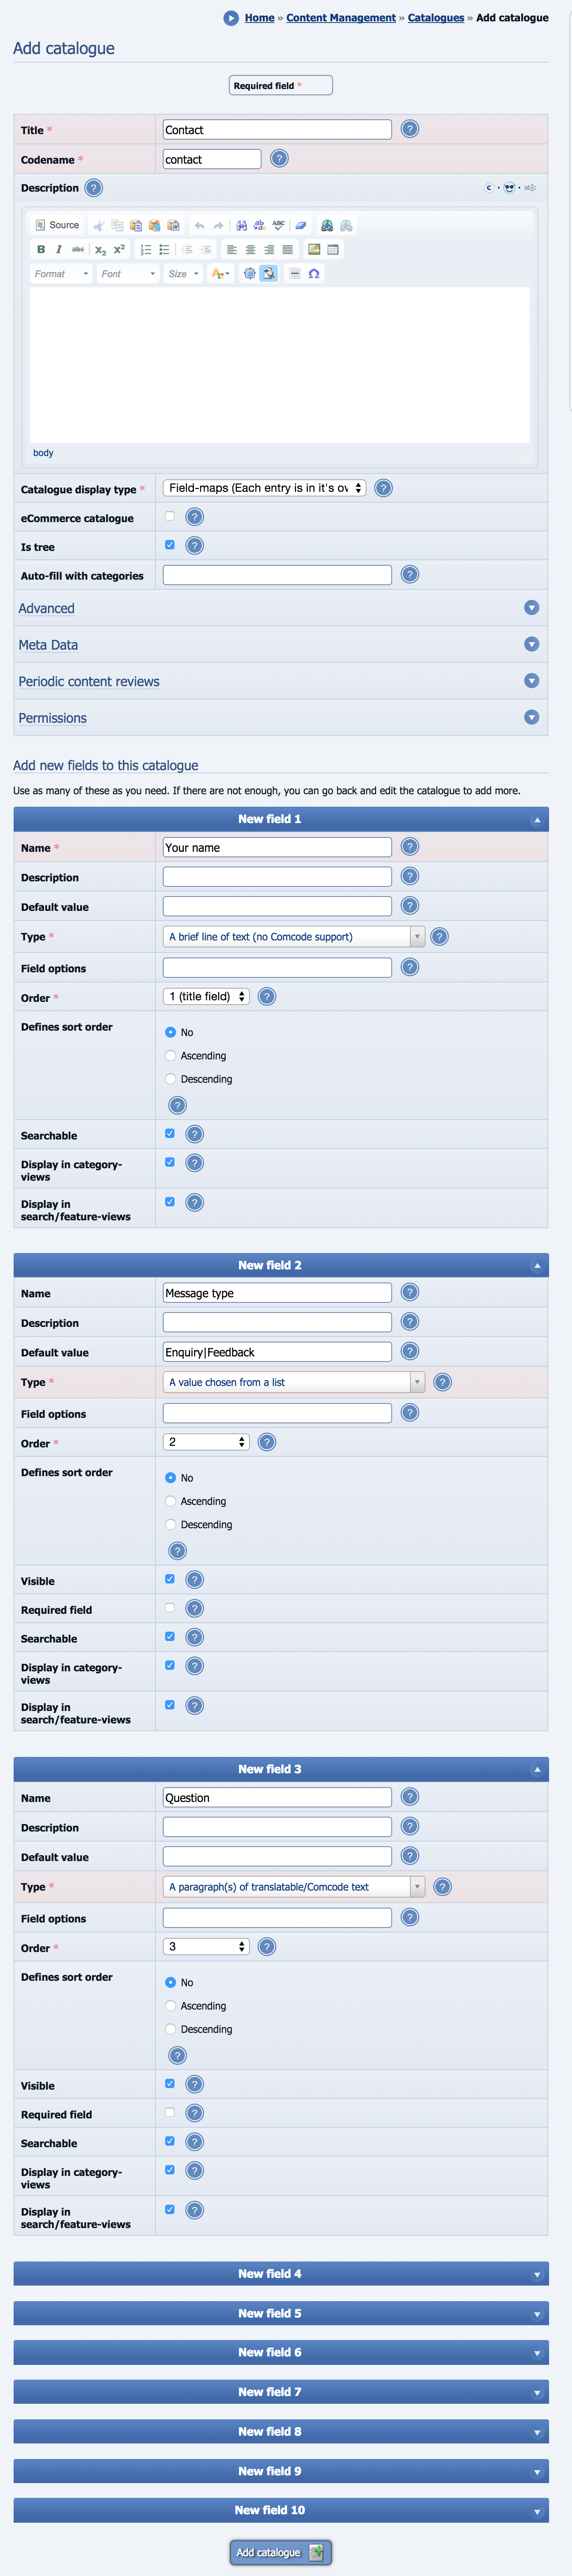 Home » Content Management » Catalogues » Add catalogue
Add catalogue
Required field *
Title * Contact ?
Codename * contact ?
Description ? C · · ab|c
Source ABC
B I abc X₂ X²
Format Font Size A Ω
body
Catalogue display type * Field-maps (Each entry is in it's ov ?
eCommerce catalogue ?
Is tree ?
Auto-fill with categories ?
Advanced
Meta Data
Periodic content reviews
Permissions
Add new fields to this catalogue
Use as many of these as you need. If there are not enough, you can go back and edit the catalogue to add more.
New field 1
Name * Your name ?
Description ?
Default value ?
Type * A brief line of text (no Comcode support) ?
Field options ?
Order * 1 (title field) ?
Defines sort order
No
Ascending
Descending
?
Searchable ?
Display in category-
views ?
Display in
search/feature-views ?
New field 2
Name Message type ?
Description ?
Default value Enquiry|Feedback ?
Type * A value chosen from a list ?
Field options ?
Order * 2 ?
Defines sort order
No
Ascending
Descending
?
Visible ?
Required field ?
Searchable ?
Display in category-
views ?
Display in
search/feature-views ?
New field 3
Name Question ?
Description ?
Default value ?
Type * A paragraph(s) of translatable/Comcode text ?
Field options ?
Order * 3 ?
Defines sort order
No
Ascending
Descending
?
Visible ?
Required field ?
Searchable ?
Display in category-
views ?
Display in
search/feature-views ?
New field 4
New field 5
New field 6
New field 7
New field 8
New field 9
New field 10
Add catalogue